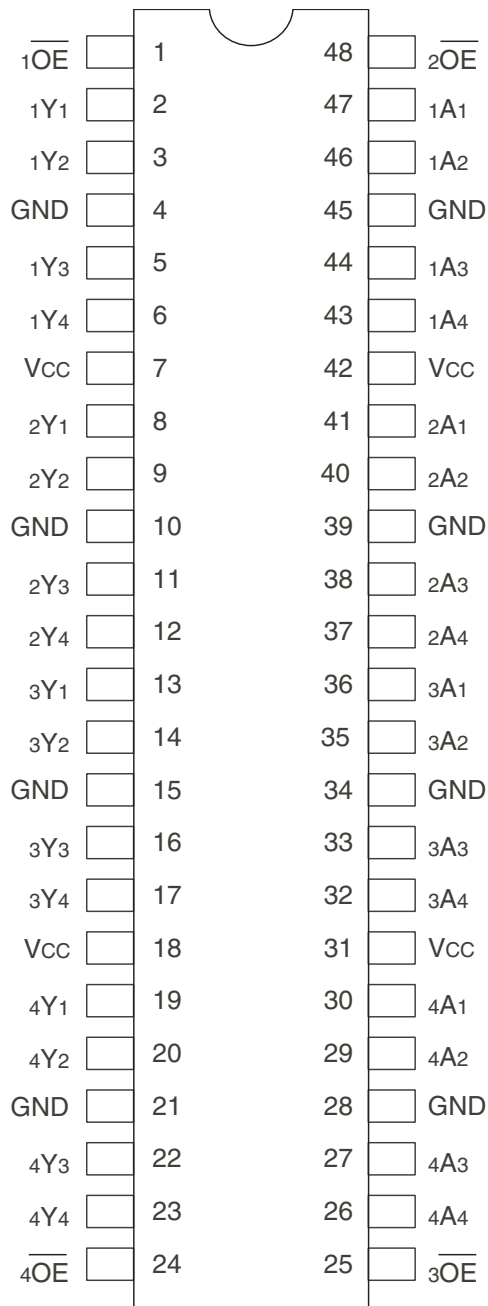 1OE 1 48 2OE
1Y1 2 47 1A1
1Y2 3 46 1A2
GND 4 45 GND
1Y3 5 44 1A3
1Y4 6 43 1A4
VCC 7 42 VCC
2Y1 8 41 2A1
2Y2 9 40 2A2
GND 10 39 GND
2Y3 11 38 2A3
2Y4 12 37 2A4
3Y1 13 36 3A1
3Y2 14 35 3A2
GND 15 34 GND
3Y3 16 33 3A3
3Y4 17 32 3A4
VCC 18 31 VCC
4Y1 19 30 4A1
4Y2 20 29 4A2
GND 21 28 GND
4Y3 22 27 4A3
4Y4 23 26 4A4
4OE 24 25 3OE